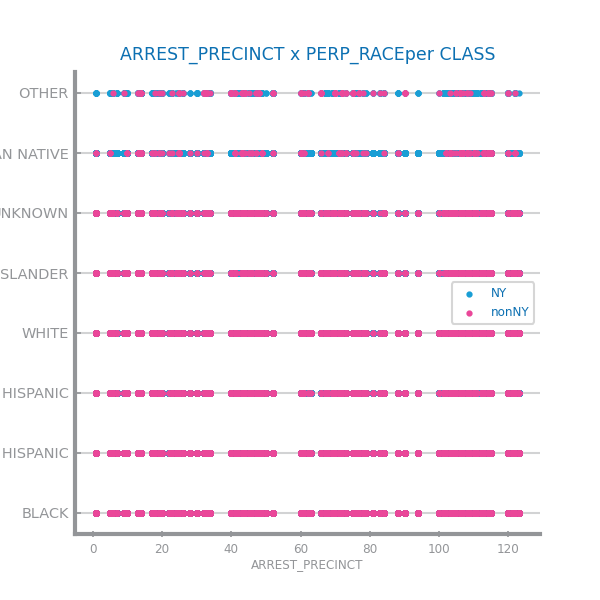 ARREST_PRECINCT x PERP_RACEper CLASS
OTHER
AN NATIVE
UNKNOWN
SLANDER
NY
nonNY
WHITE
HISPANIC
HISPANIC
BLACK
0 20 40 60 80 100 120
ARREST_PRECINCT